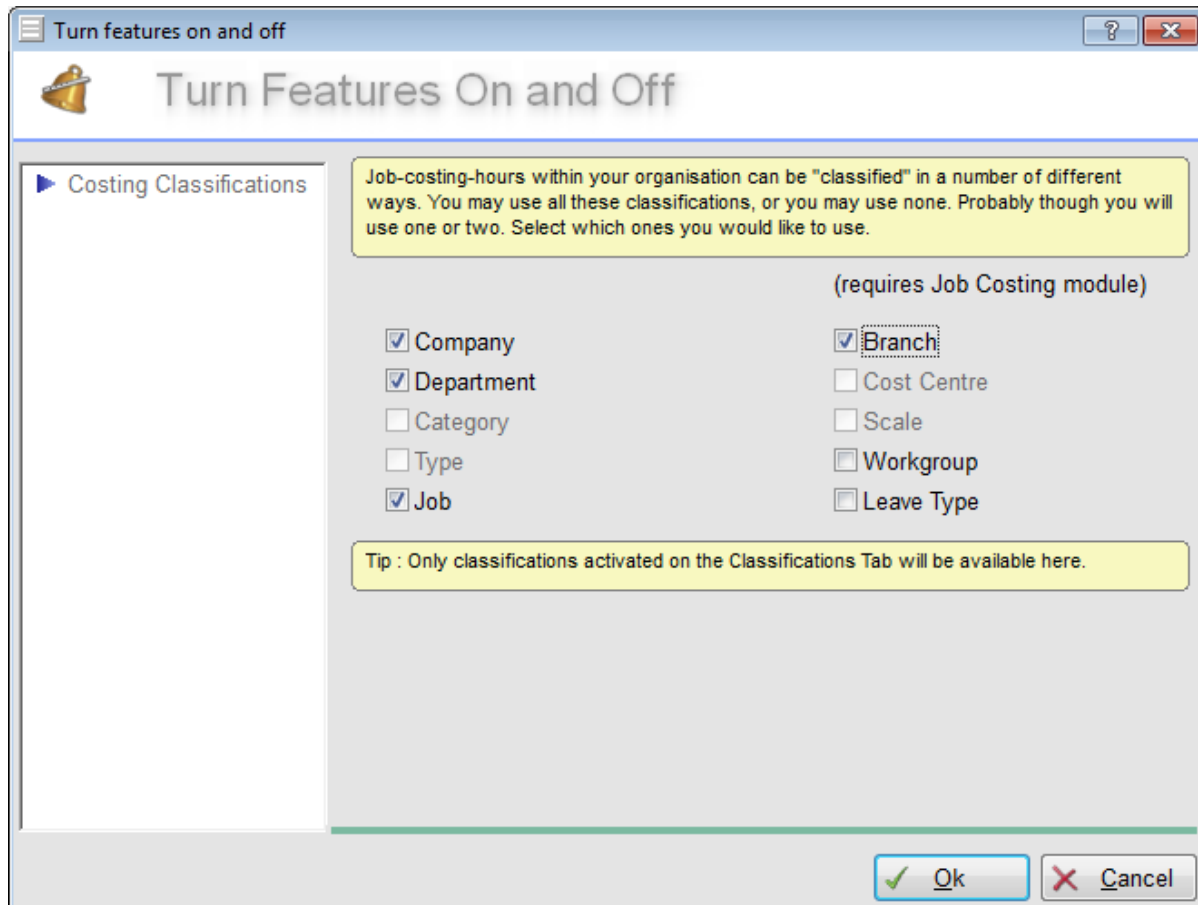 Turn features on and off
Turn Features On and Off
Costing Classifications
Job-costing-hours within your organisation can be "classified" in a number of different
ways. You may use all these classifications, or you may use none. Probably though you will
use one or two. Select which ones you would like to use.
(requires Job Costing module)
Company
Branch
Department
Cost Centre
Category
Scale
Type
Workgroup
Job
Leave Type
Tip : Only classifications activated on the Classifications Tab will be available here.
Ok
Cancel